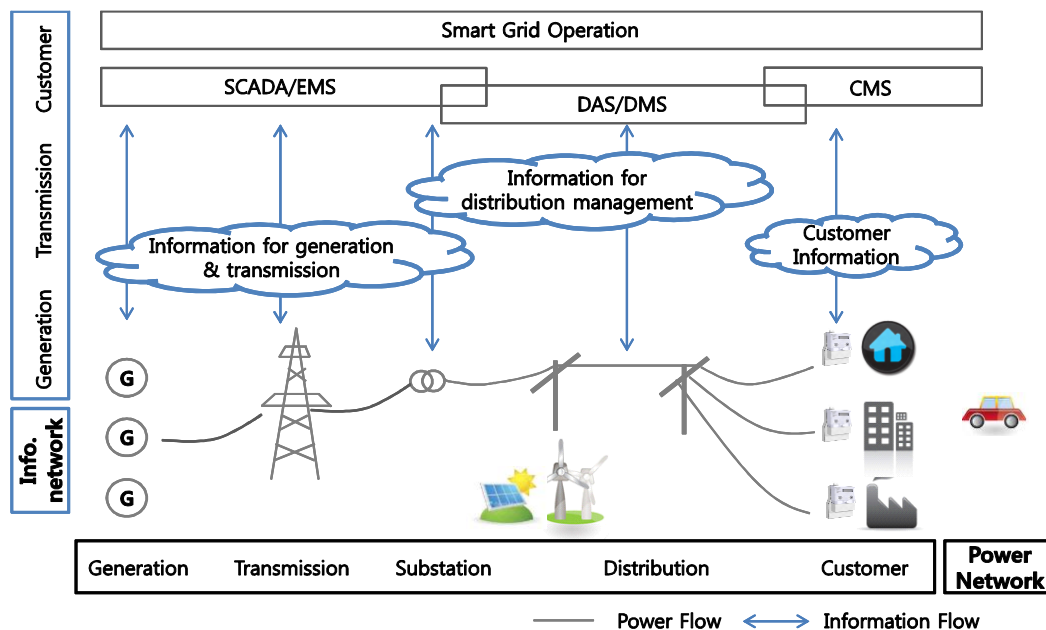 Smart Grid Operation
SCADA/EMS
DAS/DMS
CMS
Customer
Transmission
Generation
Info.
network
Information for
distribution management
Information for generation
& transmission
Customer
Information
G
G
G
Generation
Transmission
Substation
Distribution
Customer
Power
Network
Power Flow
Information Flow